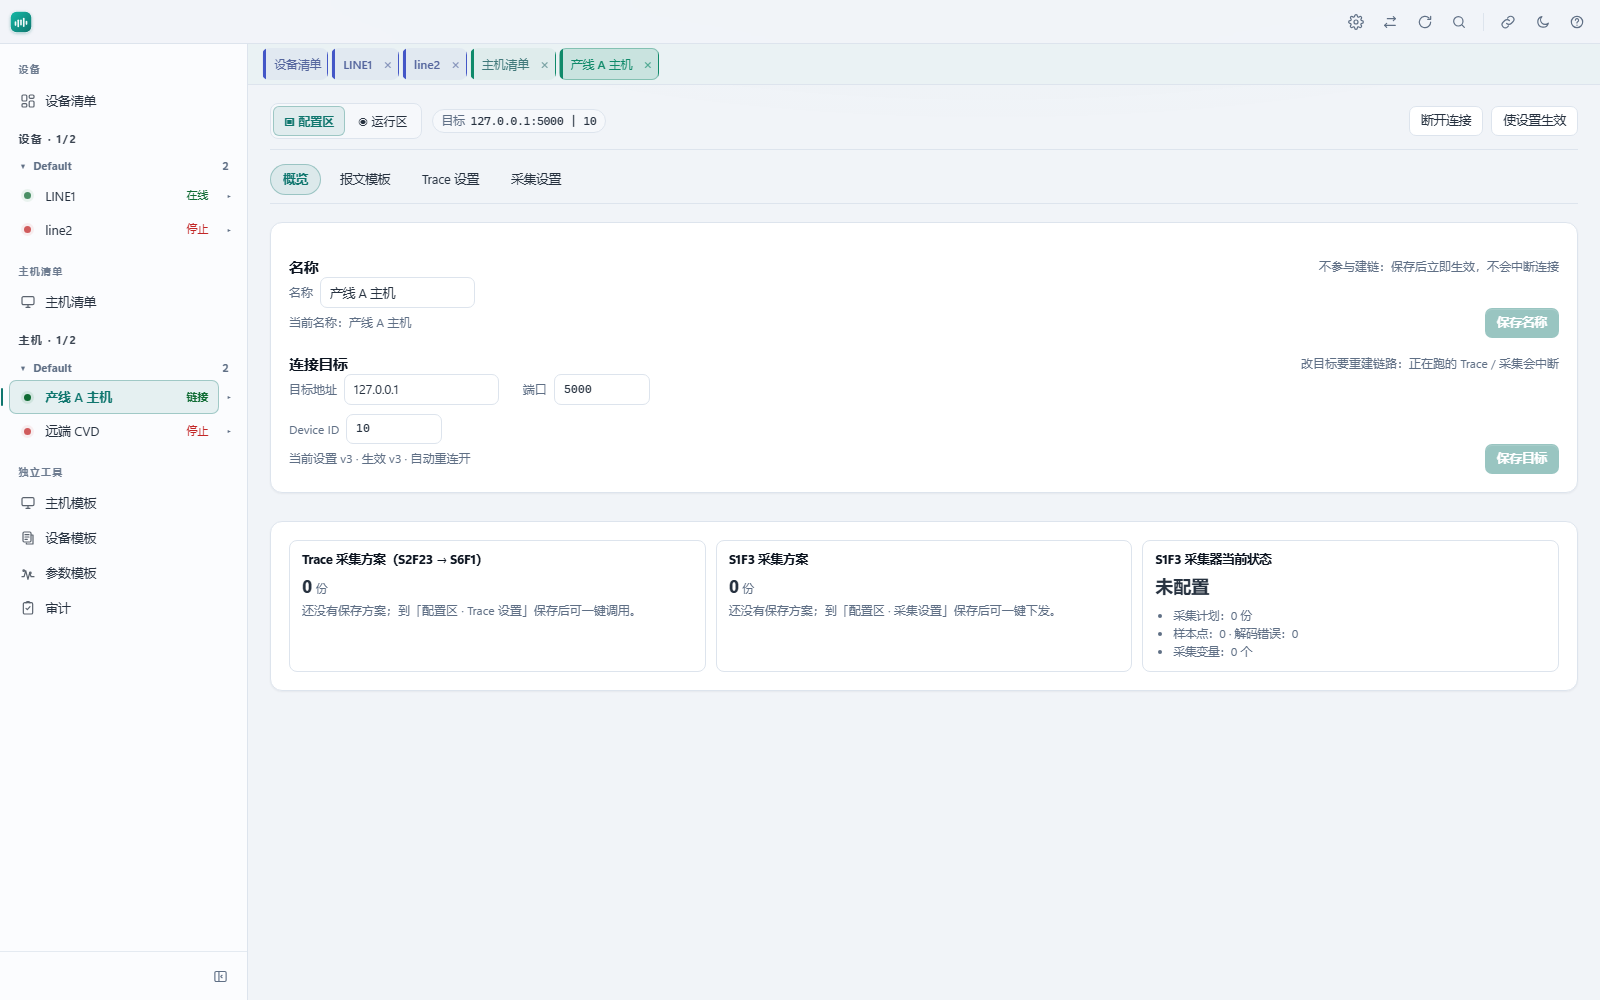 设备
设备清单
设备 · 1/2
Default 2
LINE1 在线
line2 停止
主机清单
主机清单
主机 · 1/2
Default 2
产线 A 主机 链接
远端 CVD 停止
独立工具
主机模板
设备模板
参数模板
审计
设备清单 LINE1 × line2 × 主机清单 × 产线 A 主机 ×
配置区 运行区 目标 127.0.0.1:5000 | 10 断开连接 使设置生效
概览 报文模板 Trace 设置 采集设置
名称 不参与建链：保存后立即生效，不会中断连接
名称 产线 A 主机
当前名称：产线 A 主机 保存名称
连接目标 改目标要重建链路：正在跑的 Trace / 采集会中断
目标地址 127.0.0.1 端口 5000
Device ID 10
当前设置 v3 · 生效 v3 · 自动重连开 保存目标
Trace 采集方案（S2F23 → S6F1）
0 份
还没有保存方案；到「配置区 · Trace 设置」保存后可一键调用。
S1F3 采集方案
0 份
还没有保存方案；到「配置区 · 采集设置」保存后可一键下发。
S1F3 采集器当前状态
未配置
• 采集计划：0 份
• 样本点：0 · 解码错误：0
• 采集变量：0 个